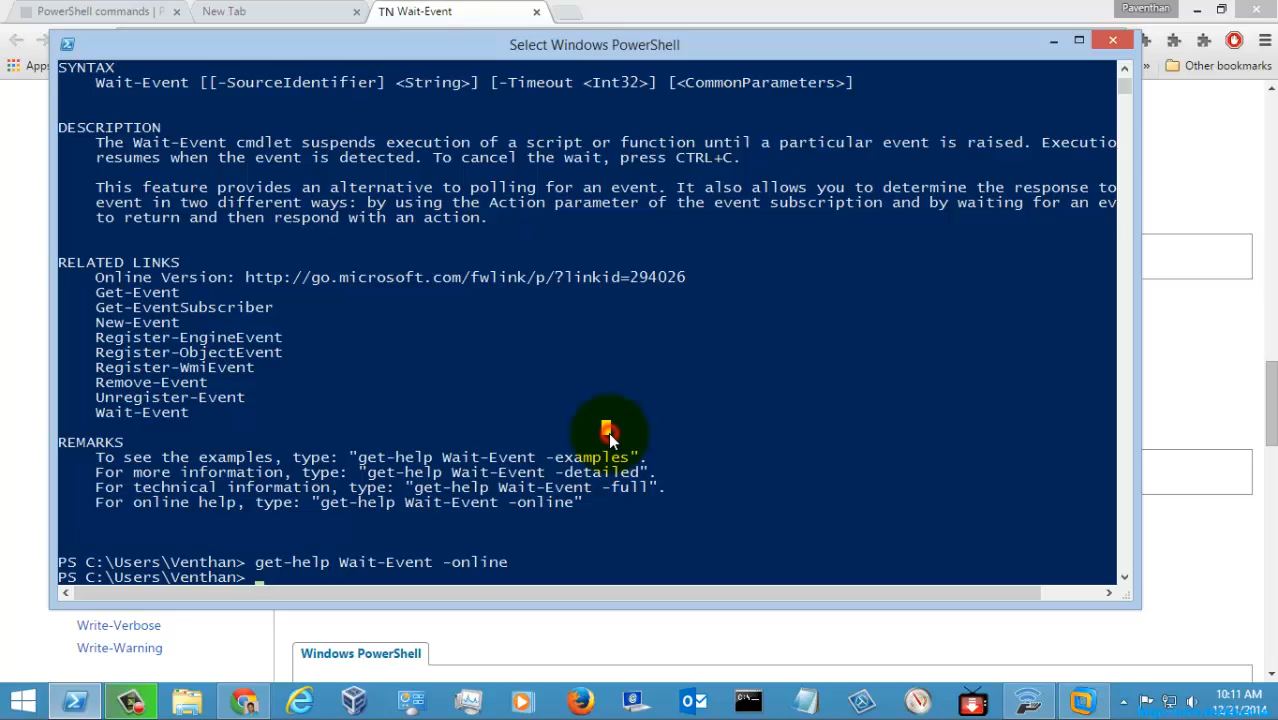 PowerShell commands | P
New Tab
TN Wait-Event
Paventhan
Apps
Other bookmarks
Select Windows PowerShell
SYNTAX
Wait-Event [[-SourceIdentifier] <String>] [-Timeout <Int32>] [<CommonParameters>]
DESCRIPTION
The Wait-Event cmdlet suspends execution of a script or function until a particular event is raised. Executio
resumes when the event is detected. To cancel the wait, press CTRL+C.
This feature provides an alternative to polling for an event. It also allows you to determine the response to
event in two different ways: by using the Action parameter of the event subscription and by waiting for an ev
to return and then respond with an action.
RELATED LINKS
Online Version: http://go.microsoft.com/fwlink/p/?linkid=294026
Get-Event
Get-EventSubscriber
New-Event
Register-EngineEvent
Register-ObjectEvent
Register-WmiEvent
Remove-Event
Unregister-Event
Wait-Event
REMARKS
To see the examples, type: "get-help Wait-Event -examples".
For more information, type: "get-help Wait-Event -detailed".
For technical information, type: "get-help Wait-Event -full".
For online help, type: "get-help Wait-Event -online"
PS C:\Users\Venthan> get-help Wait-Event -online
PS C:\Users\Venthan>
Write-Verbose
Write-Warning
Windows PowerShell
10:11 AM
12/31/2014